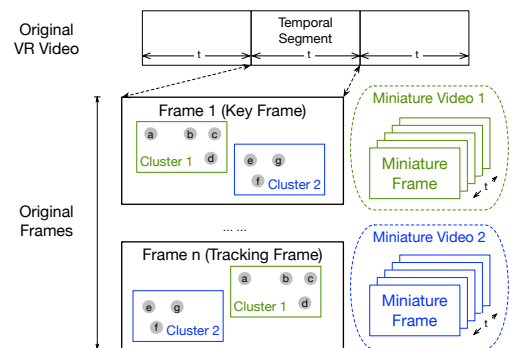 Original
VR Video
Temporal
Segment
t
t
t
Original
Frames
Frame 1 (Key Frame)
a
b
c
d
Cluster 1
e
g
f
Cluster 2
Miniature Video 1
Miniature
Frame
t
... ...
Frame n (Tracking Frame)
a
b
c
d
Cluster 1
e
g
f
Cluster 2
Miniature Video 2
Miniature
Frame
t